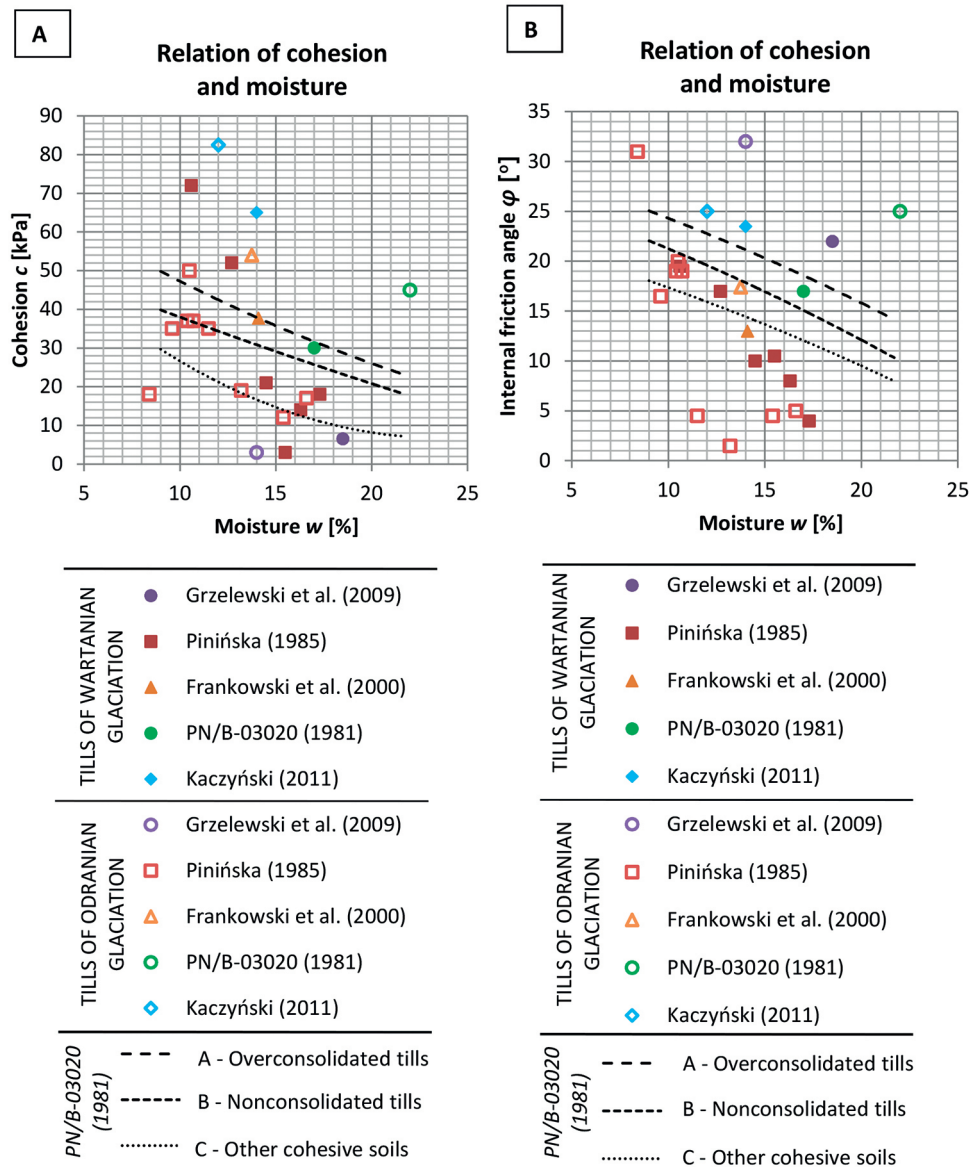 A
Relation of cohesion
and moisture
Cohesion c [kPa]
90
80
70
60
50
40
30
20
10
0
5 10 15 20 25
Moisture w [%]
TILLS OF WARTANIAN
GLACIATION
Grzelewski et al. (2009)
Pinińska (1985)
Frankowski et al. (2000)
PN/B-03020 (1981)
Kaczyński (2011)
TILLS OF ODRANIAN
GLACIATION
Grzelewski et al. (2009)
Pinińska (1985)
Frankowski et al. (2000)
PN/B-03020 (1981)
Kaczyński (2011)
PN/B-03020
(1981)
A - Overconsolidated tills
B - Nonconsolidated tills
C - Other cohesive soils
B
Relation of cohesion
and moisture
Internal friction angle φ [°]
35
30
25
20
15
10
5
0
5 10 15 20 25
Moisture w [%]
TILLS OF WARTANIAN
GLACIATION
Grzelewski et al. (2009)
Pinińska (1985)
Frankowski et al. (2000)
PN/B-03020 (1981)
Kaczyński (2011)
TILLS OF ODRANIAN
GLACIATION
Grzelewski et al. (2009)
Pinińska (1985)
Frankowski et al. (2000)
PN/B-03020 (1981)
Kaczyński (2011)
PN/B-03020
(1981)
A - Overconsolidated tills
B - Nonconsolidated tills
C - Other cohesive soils